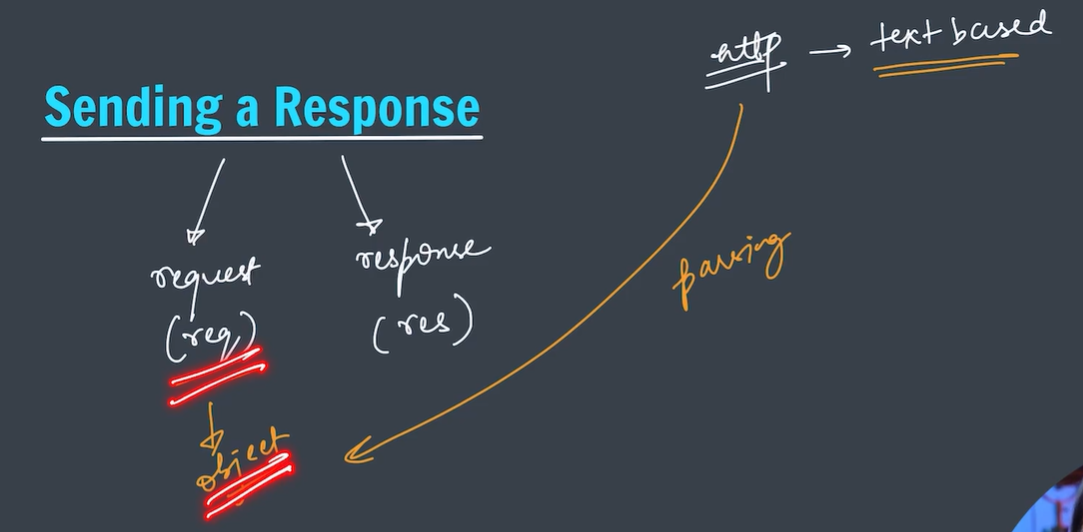 http → text based
Sending a Response
request
(req)
response
(res)
parsing
object